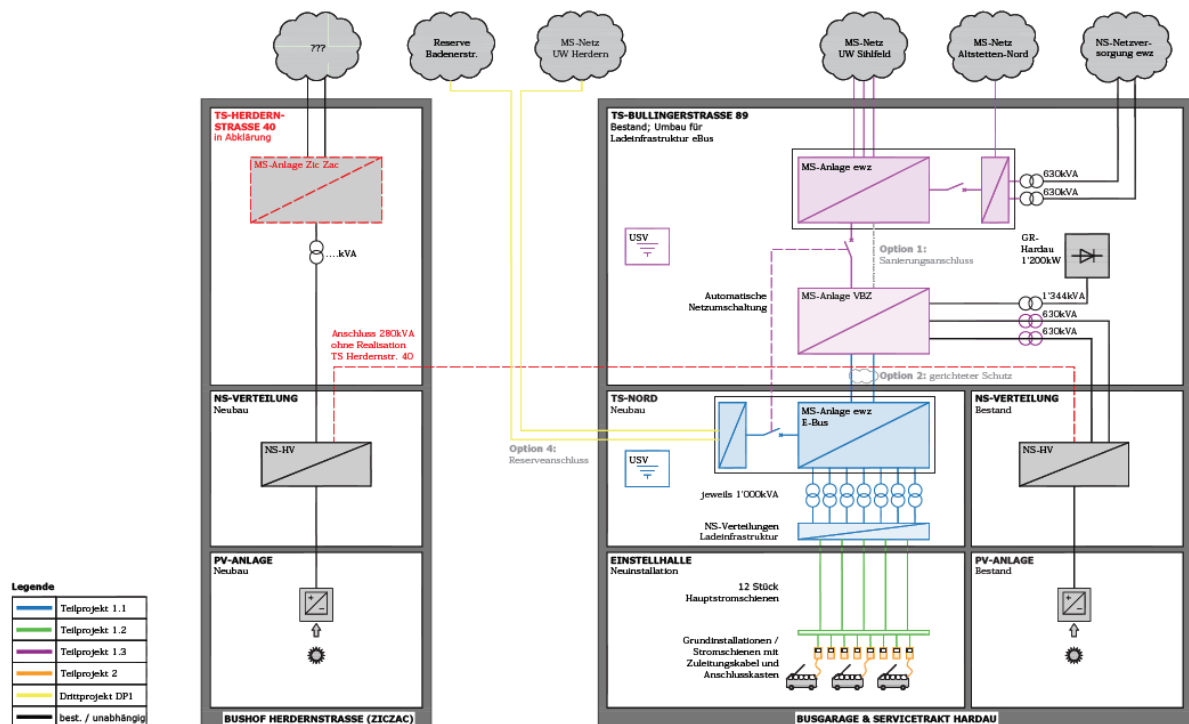 ???
Reserve
Badenerstr.
MS-Netz
UW Herdern
MS-Netz
UW Sihlfeld
MS-Netz
Altstetten-Nord
NS-Netzver-
sorgung ewz
TS-HERDERN-
STRASSE 40
in Abklärung
MS-Anlage Zic Zac
....kVA
Anschluss 280kVA
ohne Realisation
TS Herdernstr. 40
NS-VERTEILUNG
Neubau
NS-HV
PV-ANLAGE
Neubau
BUSHOF HERDERNSTRASSE (ZICZAC)
TS-BULLINGERSTRASSE 89
Bestand; Umbau für
Ladeinfrastruktur eBus
MS-Anlage ewz
630kVA
630kVA
USV
Option 1:
Sanierungsanschluss
GR-
Hardau
1'200kW
Automatische
Netzumschaltung
MS-Anlage VBZ
1'344kVA
630kVA
630kVA
Option 2: gerichteter Schutz
TS-NORD
Neubau
MS-Anlage ewz
E-Bus
Option 4:
Reserveanschluss
USV
jeweils 1'000kVA
NS-Verteilungen
Ladeinfrastruktur
NS-VERTEILUNG
Bestand
NS-HV
EINSTELLHALLE
Neuinstallation
12 Stück
Hauptstromschienen
Grundinstallationen /
Stromschienen mit
Zuleitungskabel und
Anschlusskasten
PV-ANLAGE
Bestand
BUSGARAGE & SERVICETRAKT HARDAU
Legende
Teilprojekt 1.1
Teilprojekt 1.2
Teilprojekt 1.3
Teilprojekt 2
Drittprojekt DP1
best. / unabhängig